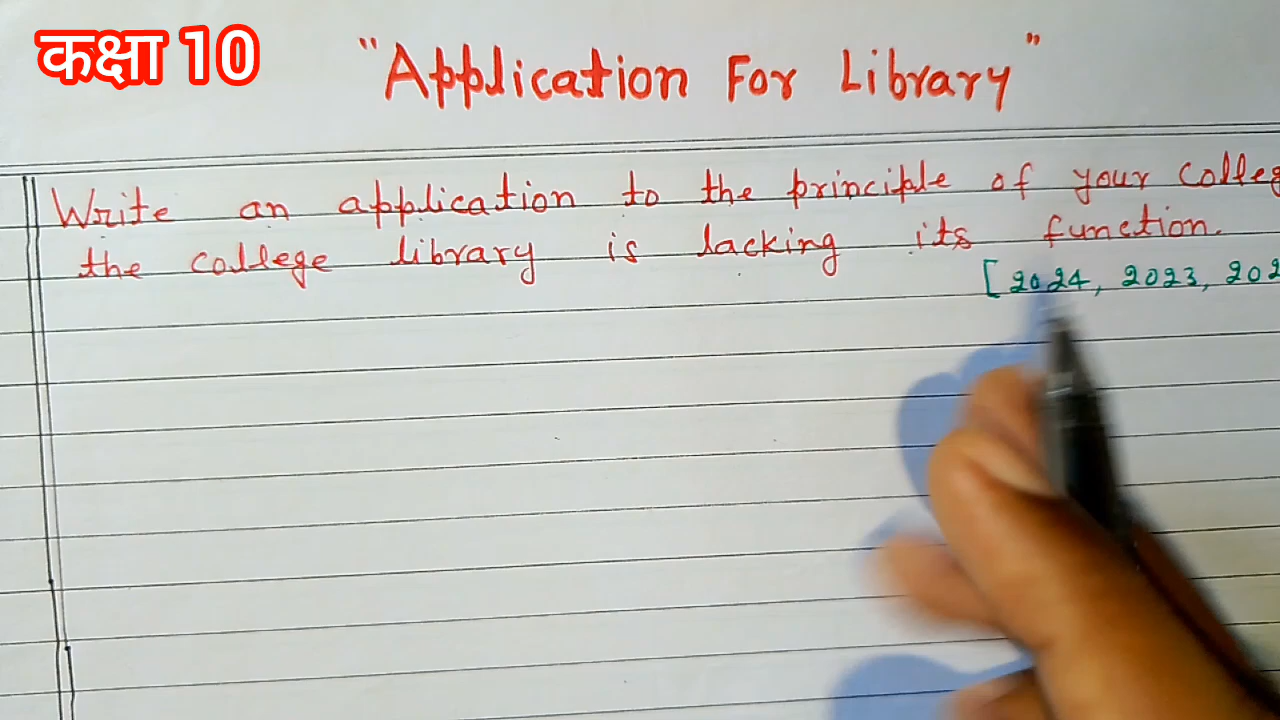 कक्षा 10
"Application For Library"
Write an application to the principle of your
the college library is lacking its function.
[2024, 2023,